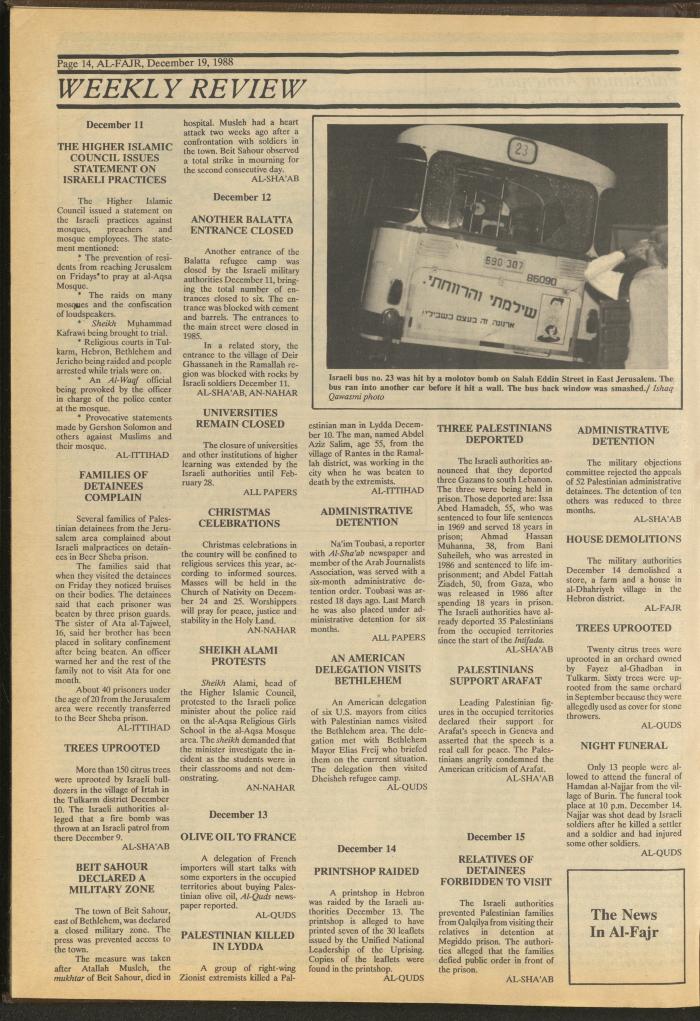 Page 14, AL-FAJR, December 19, 1988
WEEKLY REVIEW
December 11
THE HIGHER ISLAMIC
COUNCIL ISSUES
STATEMENT ON
ISRAELI PRACTICES
The Higher Islamic
Council issued a statement on
the Israeli practices against
mosques, preachers and
mosque employees. The state-
ment mentioned:
* The prevention of resi-
dents from reaching Jerusalem
on Fridays to pray at al-Aqsa
Mosque.
* The raids on many
mosques and the confiscation
of loudspeakers.
* Sheikh Muhammad
Kafrawi being brought to trial.
* Religious courts in Tul-
karm, Hebron, Bethlehem and
Jericho being raided and people
arrested while trials were on.
* An Al-Waqf official
being provoked by the officer
in charge of the police center
at the mosque.
* Provocative statements
made by Gershon Solomon and
others against Muslims and
their mosque.
AL-ITTIHAD
FAMILIES OF
DETAINEES
COMPLAIN
Several families of Pales-
tinian detainees from the Jeru-
salem area complained about
Israeli malpractices on detain-
ees in Beer Sheba prison.
The families said that
when they visited the detainees
on Friday they noticed bruises
on their bodies. The detainees
said that each prisoner was
beaten by three prison guards.
The sister of Ata al-Tajweel,
16, said her brother has been
placed in solitary confinement
after being beaten. An officer
warned her and the rest of the
family not to visit Ata for one
month.
About 40 prisoners under
the age of 20 from the Jerusalem
area were recently transferred
to the Beer Sheba prison.
AL-ITTIHAD
TREES UPROOTED
More than 150 citrus trees
were uprooted by Israeli bull-
dozers in the village of Irtah in
the Tulkarm district December
10. The Israeli authorities al-
leged that a fire bomb was
thrown at an Israeli patrol from
there December 9.
AL-SHA'AB
BEIT SAHOUR
DECLARED A
MILITARY ZONE
The town of Beit Sahour,
east of Bethlehem, was declared
a closed military zone. The
press was prevented access to
the town.
The measure was taken
after Atallah Musleh, the
mukhtar of Beit Sahour, died in
hospital. Musleh had a heart
attack two weeks ago after a
confrontation with soldiers in
the town. Beit Sahour observed
a total strike in mourning for
the second consecutive day.
AL-SHA'AB
December 12
ANOTHER BALATTA
ENTRANCE CLOSED
Another entrance of the
Balatta refugee camp was
closed by the Israeli military
authorities December 11, bring-
ing the total number of en-
trances closed to six. The en-
trance was blocked with cement
and barrels. The entrances to
the main street were closed in
1985.
In a related story, the
entrance to the village of Deir
Ghassaneh in the Ramallah re-
gion was blocked with rocks by
Israeli soldiers December 11.
AL-SHA'AB, AN-NAHAR
UNIVERSITIES
REMAIN CLOSED
The closure of universities
and other institutions of higher
learning was extended by the
Israeli authorities until Feb-
ruary 28.
ALL PAPERS
CHRISTMAS
CELEBRATIONS
Christmas celebrations in
the country will be confined to
religious services this year, ac-
cording to informed sources.
Masses will be held in the
Church of Nativity on Decem-
ber 24 and 25. Worshippers
will pray for peace, justice and
stability in the Holy Land.
AN-NAHAR
SHEIKH ALAMI
PROTESTS
Sheikh Alami, head of
the Higher Islamic Council,
protested to the Israeli police
minister about the police raid
on the al-Aqsa Religious Girls
School in the al-Aqsa Mosque
area. The sheikh demanded that
the minister investigate the in-
cident as the students were in
their classrooms and not dem-
onstrating.
AN-NAHAR
December 13
OLIVE OIL TO FRANCE
A delegation of French
importers will start talks with
some exporters in the occupied
territories about buying Pales-
tinian olive oil, Al-Quds news-
paper reported.
AL-QUDS
PALESTINIAN KILLED
IN LYDDA
A group of right-wing
Zionist extremists killed a Pal-
23
690 307
86090
שילמתי והרווחתי.
ארנונה זה בעצם בשבילי!
Israeli bus no. 23 was hit by a molotov bomb on Salah Eddin Street in East Jerusalem. The
bus ran into another car before it hit a wall. The bus back window was smashed./ Ishaq
Qawasmi photo
estinian man in Lydda Decem-
ber 10. The man, named Abdel
Aziz Salim, age 55, from the
village of Rantes in the Ramal-
lah district, was working in the
city when he was beaten to
death by the extremists.
AL-ITTIHAD
ADMINISTRATIVE
DETENTION
Na'im Toubasi, a reporter
with Al-Sha'ab newspaper and
member of the Arab Journalists
Association, was served with a
six-month administrative de-
tention order. Toubasi was ar-
rested 18 days ago. Last March
he was also placed under ad-
ministrative detention for six
months.
ALL PAPERS
AN AMERICAN
DELEGATION VISITS
BETHLEHEM
An American delegation
of six U.S. mayors from cities
with Palestinian names visited
the Bethlehem area. The dele-
gation met with Bethlehem
Mayor Elias Freij who briefed
them on the current situation.
The delegation then visited
Dheisheh refugee camp.
AL-QUDS
December 14
PRINTSHOP RAIDED
A printshop in Hebron
was raided by the Israeli au-
thorities December 13. The
printshop is alleged to have
printed seven of the 30 leaflets
issued by the Unified National
Leadership of the Uprising.
Copies of the leaflets were
found in the printshop.
AL-QUDS
THREE PALESTINIANS
DEPORTED
The Israeli authorities an-
nounced that they deported
three Gazans to south Lebanon.
The three were being held in
prison. Those deported are: Issa
Abed Hamadeh, 55, who was
sentenced to four life sentences
in 1969 and served 18 years in
prison; Ahmad Hassan
Muhanna, 38, from Bani
Suheileh, who was arrested in
1986 and sentenced to life im-
prisonment; and Abdel Fattah
Ziadeh, 50, from Gaza, who
was released in 1986 after
spending 18 years in prison.
The Israeli authorities have al-
ready deported 35 Palestinians
from the occupied territories
since the start of the Intifada.
AL-SHA'AB
PALESTINIANS
SUPPORT ARAFAT
Leading Palestinian fig-
ures in the occupied territories
declared their support for
Arafat's speech in Geneva and
asserted that the speech is a
real call for peace. The Pales-
tinians angrily condemned the
American criticism of Arafat.
AL-SHA'AB
December 15
RELATIVES OF
DETAINEES
FORBIDDEN TO VISIT
The Israeli authorities
prevented Palestinian families
from Qalqilya from visiting their
relatives in detention at
Megiddo prison. The authori-
ties alleged that the families
defied public order in front of
the prison.
AL-SHA'AB
ADMINISTRATIVE
DETENTION
The military objections
committee rejected the appeals
of 52 Palestinian administrative
detainees. The detention of ten
others was reduced to three
months.
AL-SHA'AB
HOUSE DEMOLITIONS
The military authorities
December 14 demolished a
store, a farm and a house in
al-Dhahriyeh village in the
Hebron district.
AL-FAJR
TREES UPROOTED
Twenty citrus trees were
uprooted in an orchard owned
by Fayez al-Ghadban in
Tulkarm. Sixty trees were up-
rooted from the same orchard
in September because they were
allegedly used as cover for stone
throwers.
AL-QUDS
NIGHT FUNERAL
Only 13 people were al-
lowed to attend the funeral of
Hamdan al-Najjar from the vil-
lage of Burin. The funeral took
place at 10 p.m. December 14.
Najjar was shot dead by Israeli
soldiers after he killed a settler
and a soldier and had injured
some other soldiers.
AL-QUDS
The News
In Al-Fajr